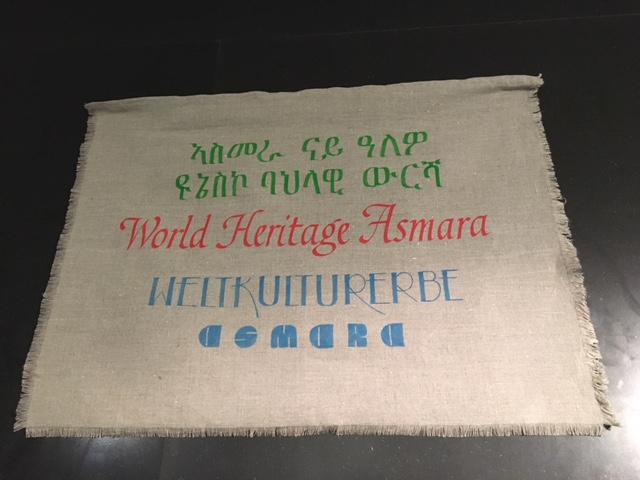 ኣስመራ ናይ ዓለም
ዩኔስኮ ባህላዊ ውርሻ
World Heritage Asmara
WELTKULTURERBE
asmara